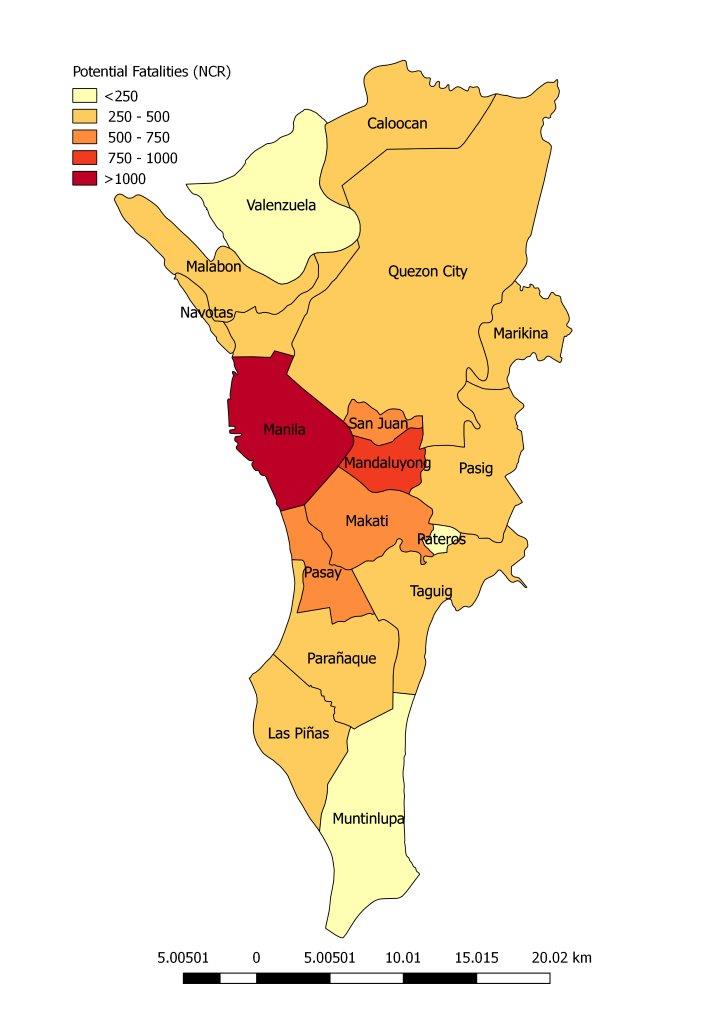 Potential Fatalities (NCR)
<250
250 - 500
500 - 750
750 - 1000
>1000
Caloocan
Valenzuela
Malabon
Quezon City
Navotas
Marikina
San Juan
Manila
Mandaluyong
Pasig
Makati
Pateros
Pasay
Taguig
Parañaque
Las Piñas
Muntinlupa
5.00501 0 5.00501 10.01 15.015 20.02 km